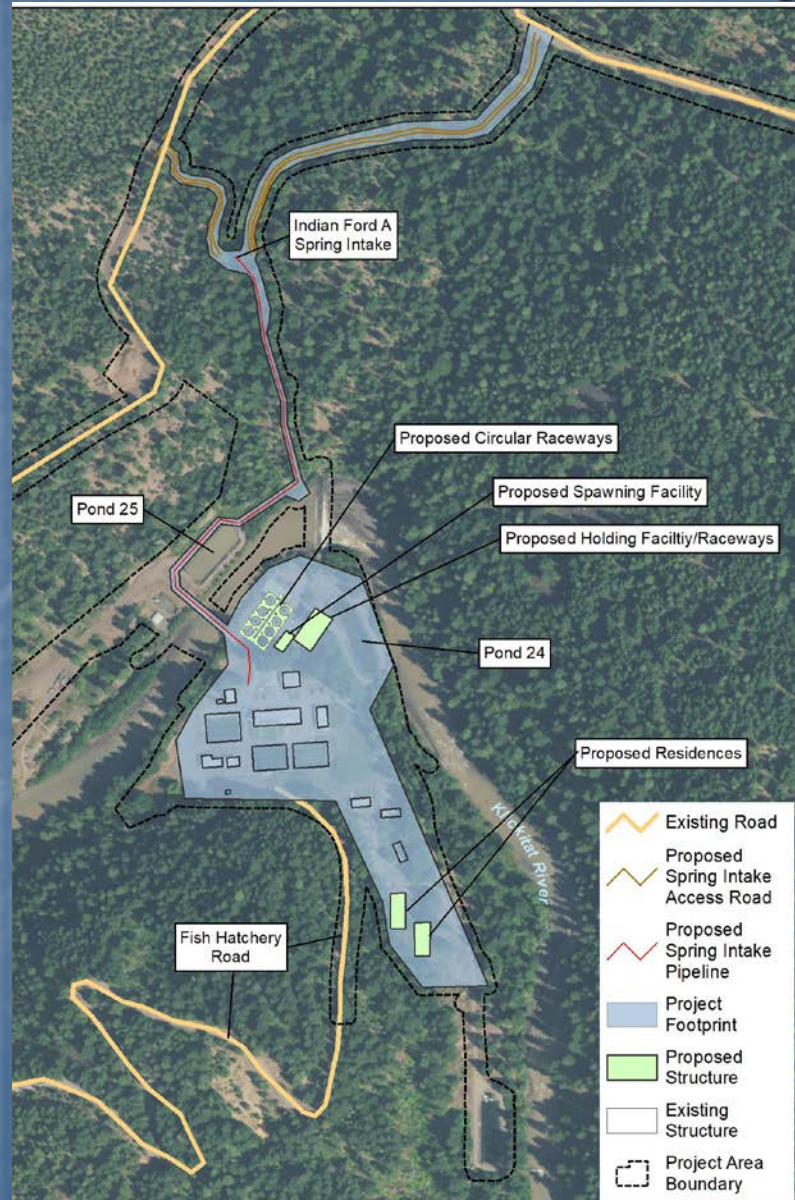 Indian Ford A
Spring Intake
Proposed Circular Raceways
Proposed Spawning Facility
Pond 25
Proposed Holding Faciltiy/Raceways
Pond 24
Proposed Residences
Klickitat River
Fish Hatchery
Road
Existing Road
Proposed
Spring Intake
Access Road
Proposed
Spring Intake
Pipeline
Project
Footprint
Proposed
Structure
Existing
Structure
Project Area
Boundary